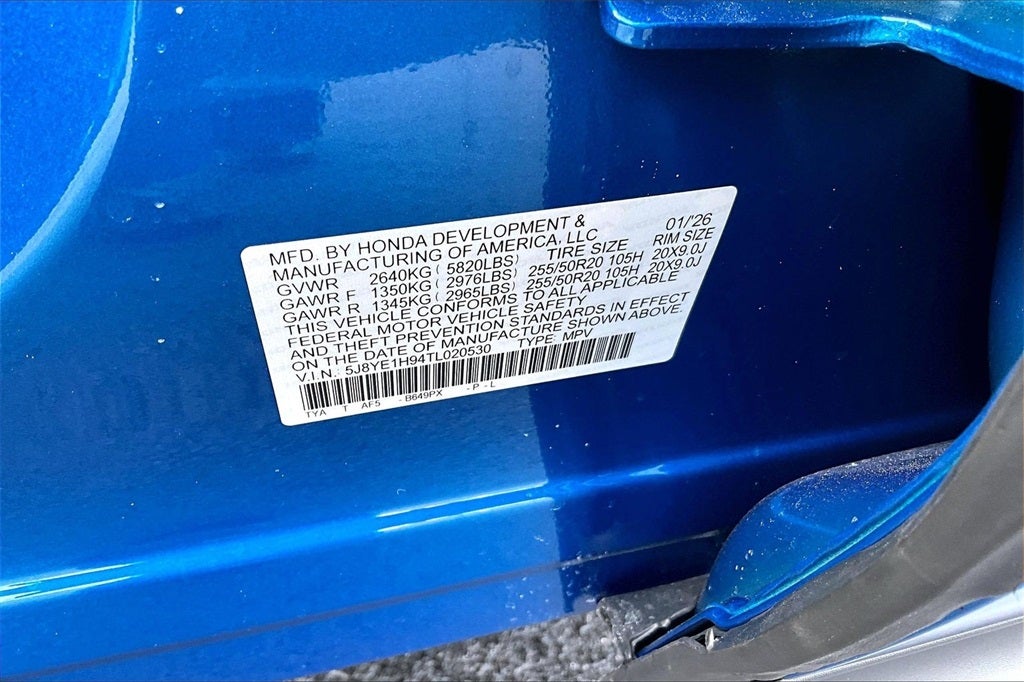 MFD. BY HONDA DEVELOPMENT & 01/'26
MANUFACTURING OF AMERICA, LLC
GVWR 2640KG ( 5820LBS) TIRE SIZE RIM SIZE
GAWR F 1350KG ( 2976LBS) 255/50R20 105H 20X9.0J
GAWR R 1345KG ( 2965LBS) 255/50R20 105H 20X9.0J
THIS VEHICLE CONFORMS TO ALL APPLICABLE
FEDERAL MOTOR VEHICLE SAFETY
AND THEFT PREVENTION STANDARDS IN EFFECT
ON THE DATE OF MANUFACTURE SHOWN ABOVE.
V.I.N.: 5J8YE1H94TL020530 TYPE: MPV
TYA T AF5 - B649PX - P - L